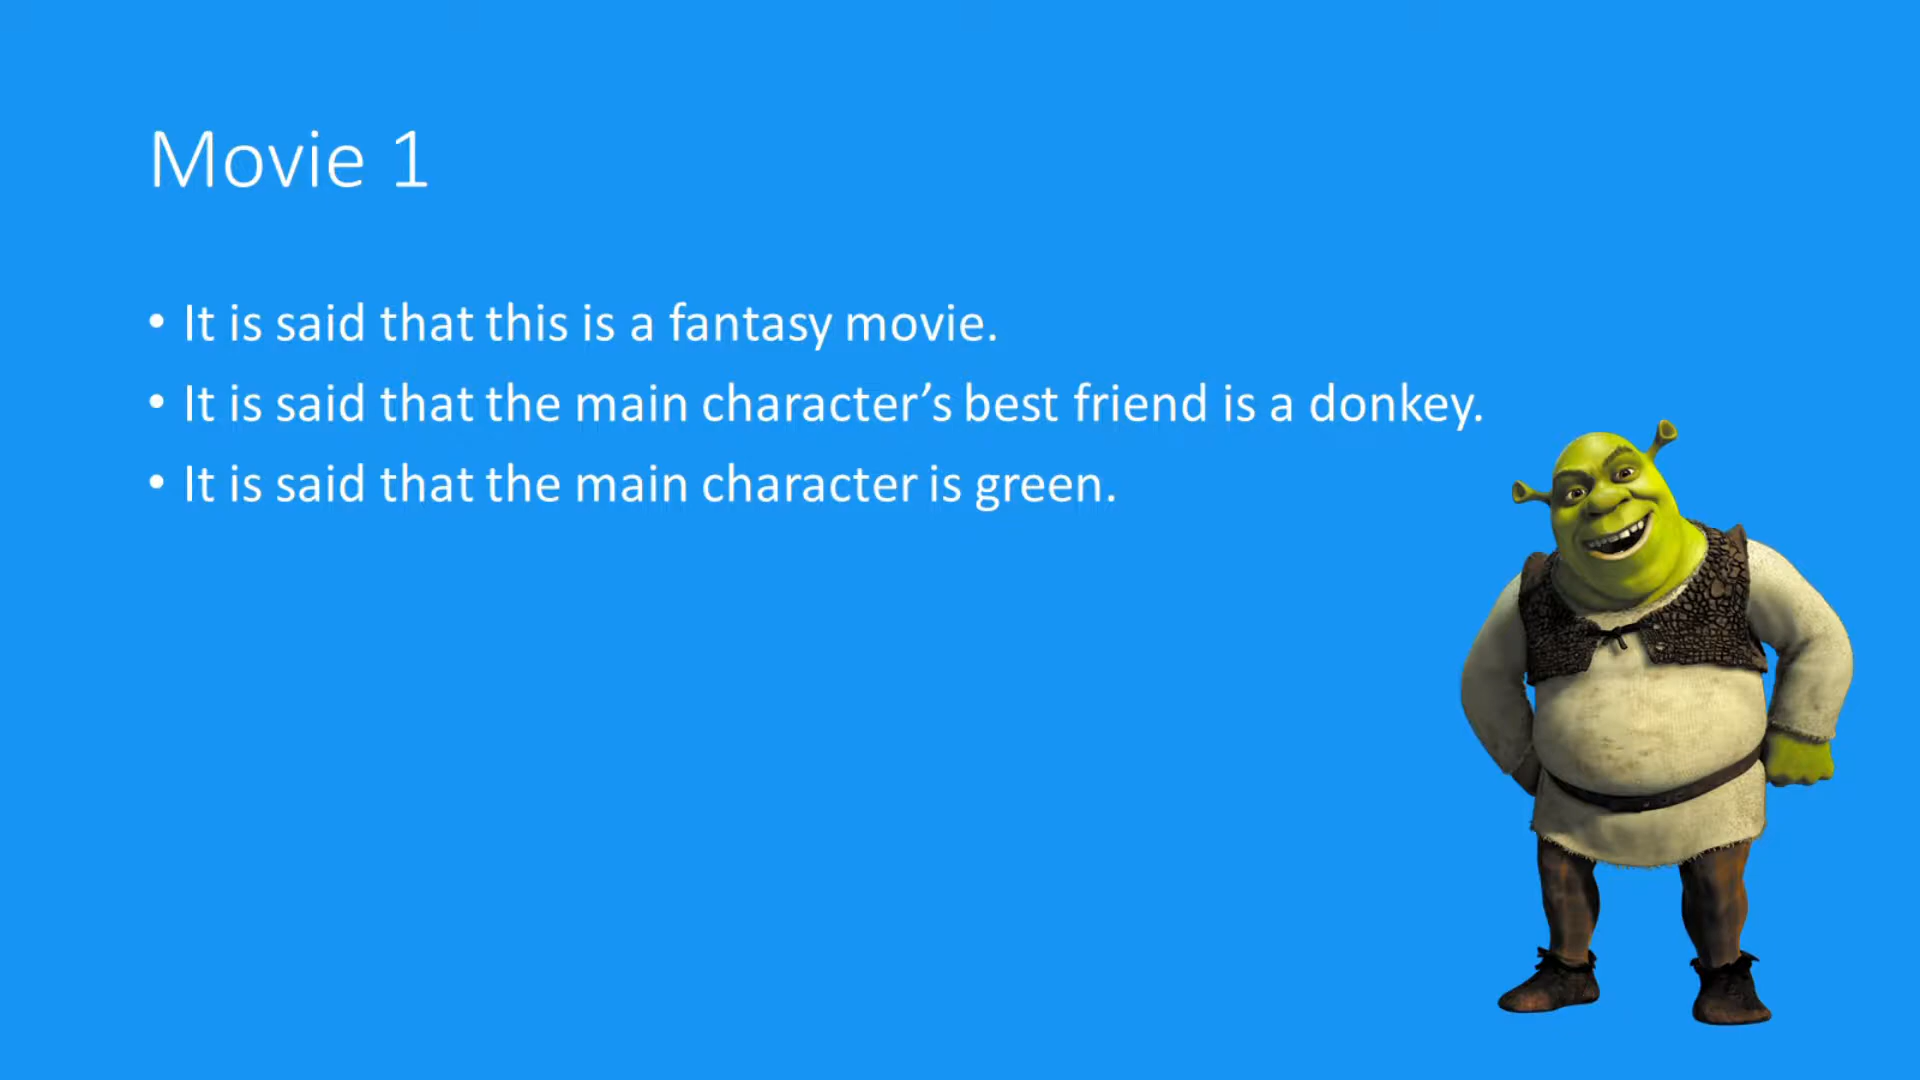 Movie 1
• It is said that this is a fantasy movie.
• It is said that the main character’s best friend is a donkey.
• It is said that the main character is green.